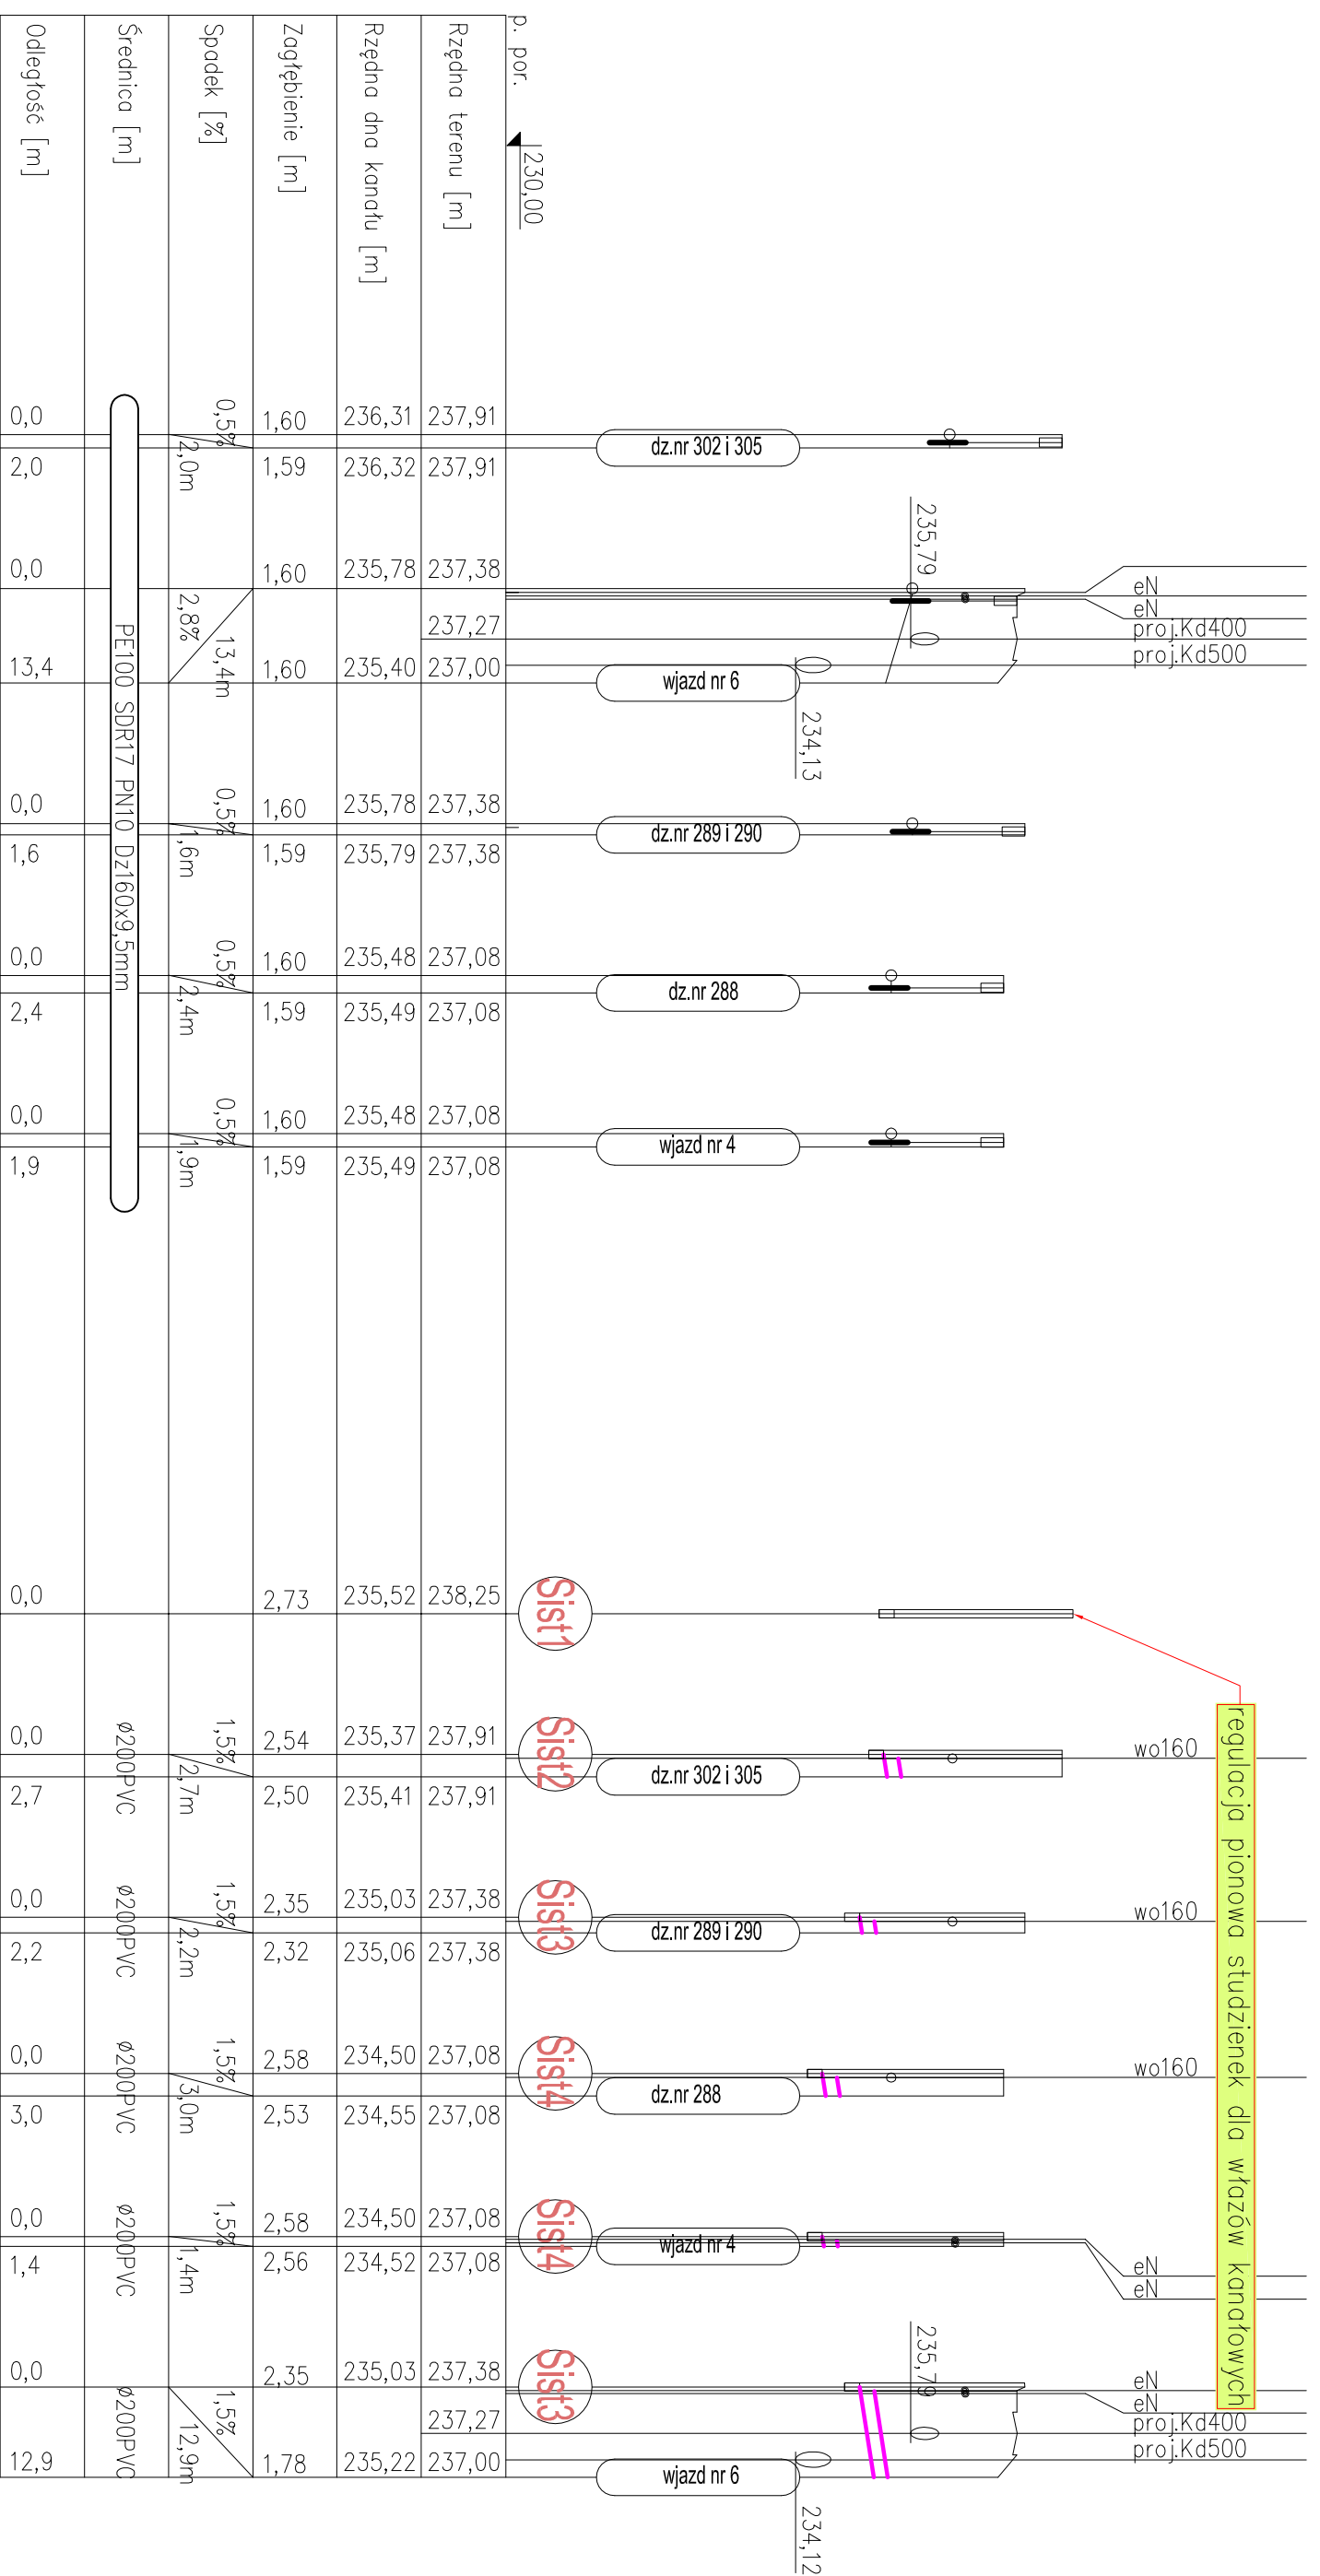 regulacja pionowa studzienek dla włazów kanałowych
eN
eN
proj.Kd400
proj.Kd500
wo160
wo160
wo160
eN
eN
eN
eN
proj.Kd400
proj.Kd500
235,79
234,13
235,79
234,12
dz.nr 302 i 305
wjazd nr 6
dz.nr 289 i 290
dz.nr 288
wjazd nr 4
dz.nr 302 i 305
dz.nr 289 i 290
dz.nr 288
wjazd nr 4
wjazd nr 6
Sist1
Sist2
Sist3
Sist4
Sist4
Sist3
p. por.
230,00
Rzędna terenu [m]
237,91 237,91 237,38 237,27 237,00 237,38 237,38 237,08 237,08 237,08 237,08 238,25 237,91 237,91 237,38 237,38 237,08 237,08 237,08 237,08 237,38 237,27 237,00
Rzędna dna kanału [m]
236,31 236,32 235,78 235,40 235,78 235,79 235,48 235,49 235,48 235,49 235,52 235,37 235,41 235,03 235,06 234,50 234,55 234,50 234,52 235,03 235,22
Zagłębienie [m]
1,60 1,59 1,60 1,60 1,60 1,59 1,60 1,59 1,60 1,59 2,73 2,54 2,50 2,35 2,32 2,58 2,53 2,58 2,56 2,35 1,78
Spadek [%]
0,5% 2,0m 2,8% 13,4m 0,5% 1,6m 0,5% 2,4m 0,5% 1,9m 1,5% 2,7m 1,5% 2,2m 1,5% 3,0m 1,5% 1,4m 1,5% 12,9m
Średnica [m]
PE100 SDR17 PN10 Dz160x9,5mm
ø200PVC ø200PVC ø200PVC ø200PVC ø200PVC
Odległość [m]
0,0 2,0 0,0 13,4 0,0 1,6 0,0 2,4 0,0 1,9 0,0 0,0 2,7 0,0 2,2 0,0 3,0 0,0 1,4 0,0 12,9